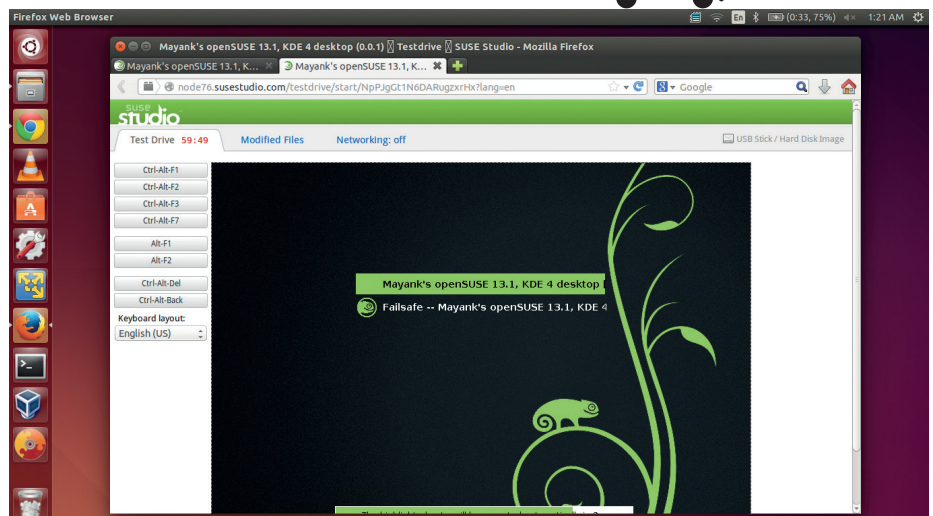 Firefox Web Browser
En
(0:33, 75%)
1:21 AM
Mayank's openSUSE 13.1, KDE 4 desktop (0.0.1) Testdrive SUSE Studio - Mozilla Firefox
Mayank's openSUSE 13.1, K...
Mayank's openSUSE 13.1, K...
node76.susestudio.com/testdrive/start/NpPJgGt1N6DARugzxrHx?lang=en
Google
suse
studio
Test Drive 59:49
Modified Files
Networking: off
USB Stick / Hard Disk Image
Ctrl-Alt-F1
Ctrl-Alt-F2
Ctrl-Alt-F3
Ctrl-Alt-F7
Alt-F1
Alt-F2
Ctrl-Alt-Del
Ctrl-Alt-Back
Keyboard layout:
English (US)
Mayank's openSUSE 13.1, KDE 4 desktop
Failsafe -- Mayank's openSUSE 13.1, KDE 4